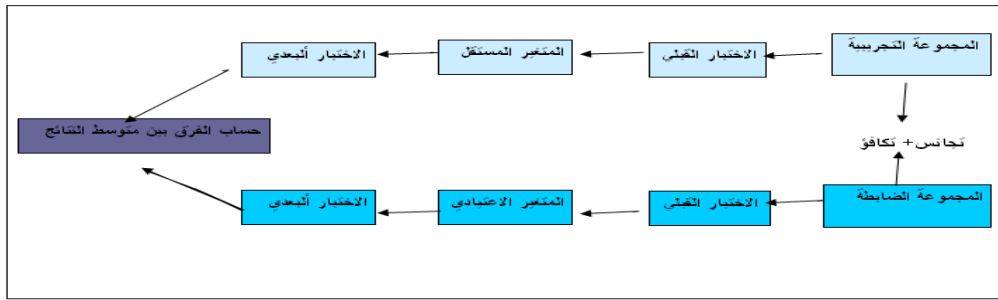 المجموعة التجريبية
الاختبار القبلي
المتغير المستقل
الاختبار ألبعدي
حساب الفرق بين متوسط النتائج
تجانس+ تكافؤ
المجموعة الضابطة
الاختبار القبلي
المتغير الاعتيادي
الاختبار ألبعدي